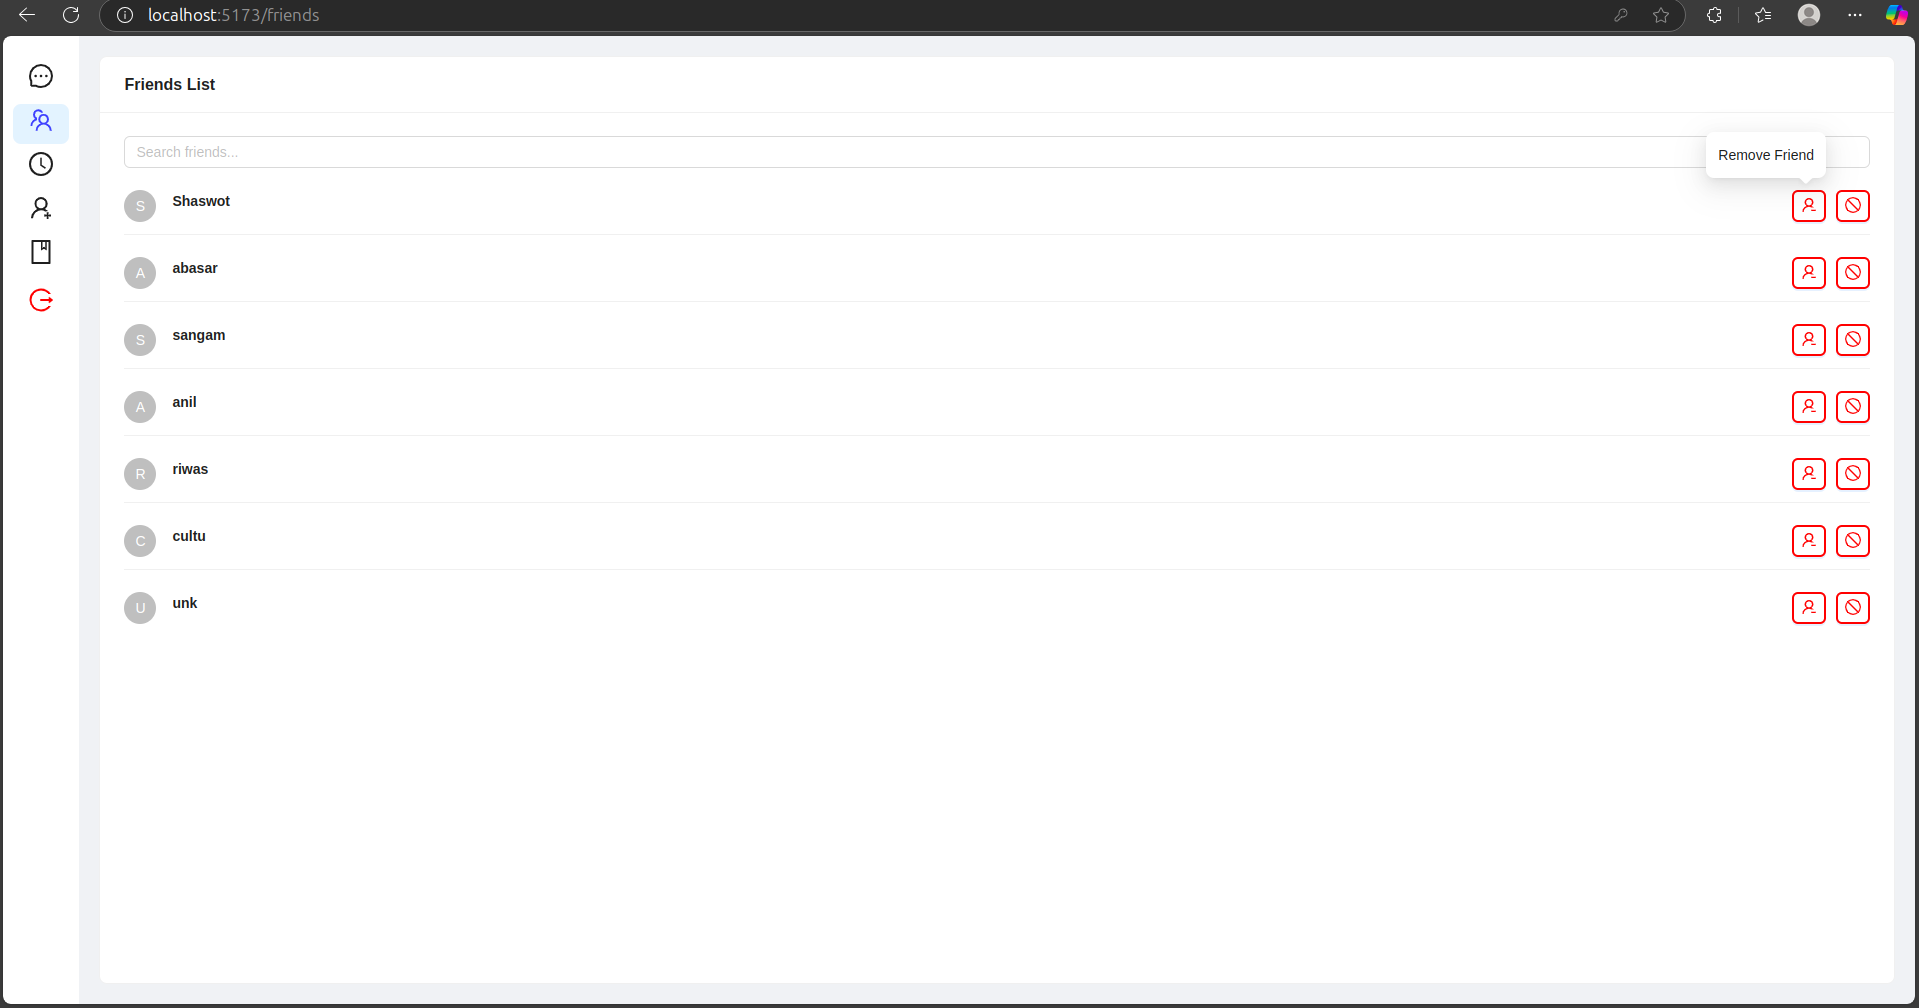 localhost:5173/friends
Friends List
Search friends...
Remove Friend
S Shaswot
A abasar
S sangam
A anil
R riwas
C cultu
U unk